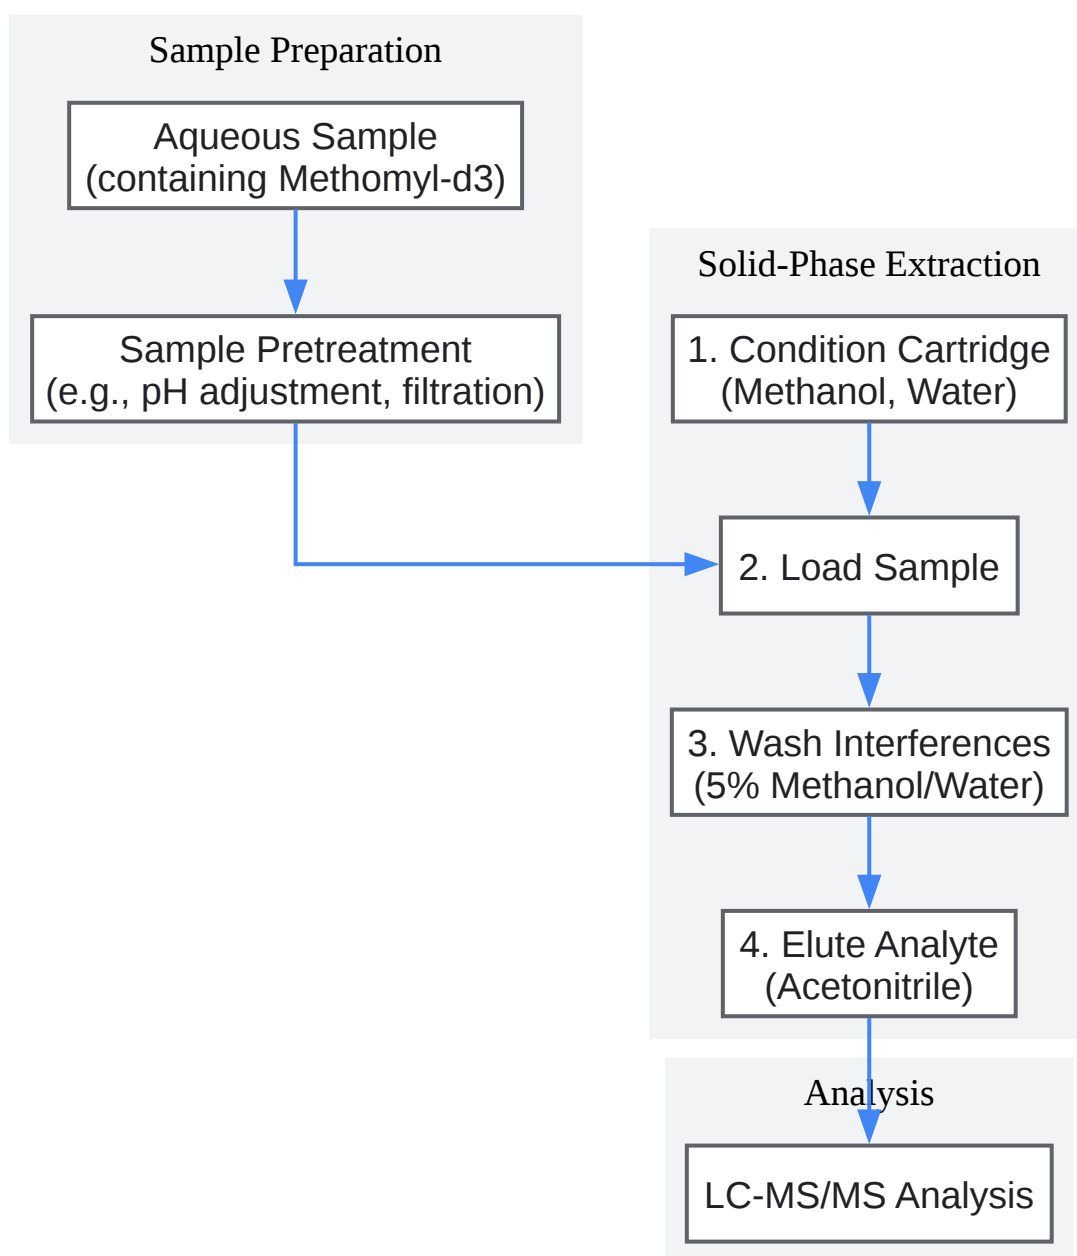 Sample Preparation
Aqueous Sample
(containing Methomyl-d3)
Sample Pretreatment
(e.g., pH adjustment, filtration)
Solid-Phase Extraction
1. Condition Cartridge
(Methanol, Water)
2. Load Sample
3. Wash Interferences
(5% Methanol/Water)
4. Elute Analyte
(Acetonitrile)
Analysis
LC-MS/MS Analysis